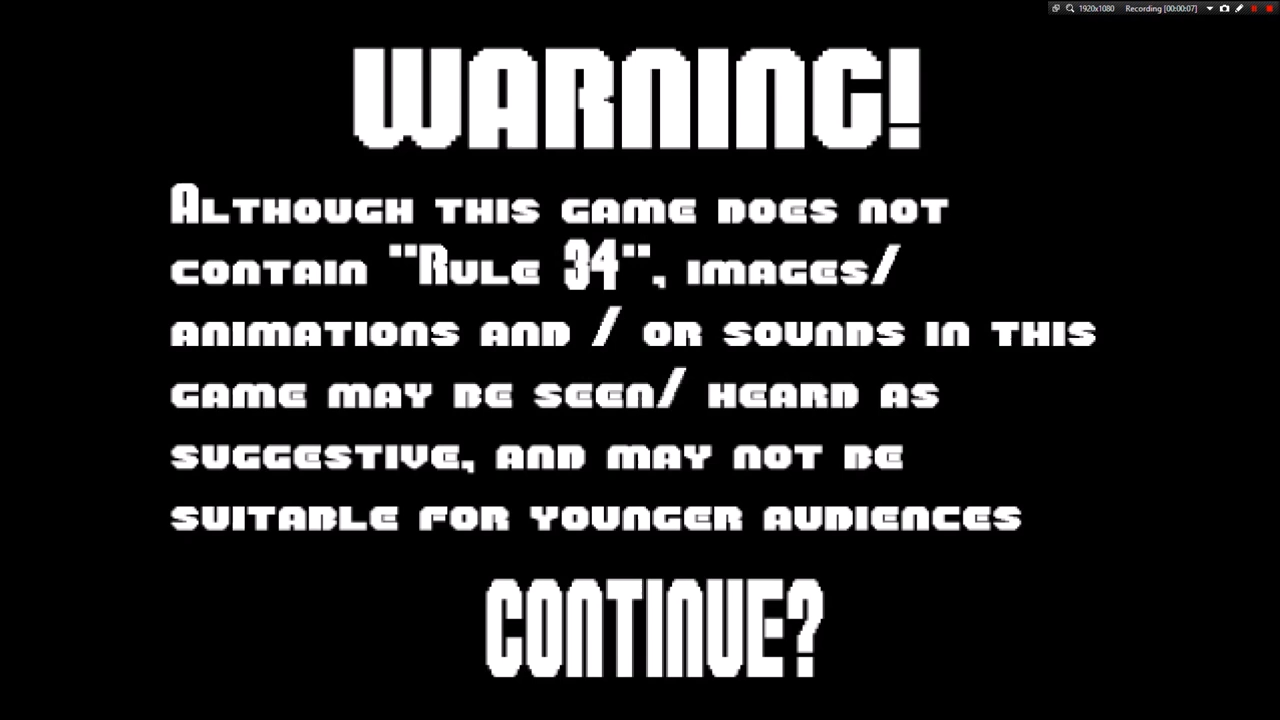 1920x1080 Recording [00:00:07]
WARNING!
Although this game does not
contain "Rule 34", images/
animations and / or sounds in this
game may be seen/ heard as
suggestive, and may not be
suitable for younger audiences
CONTINUE?